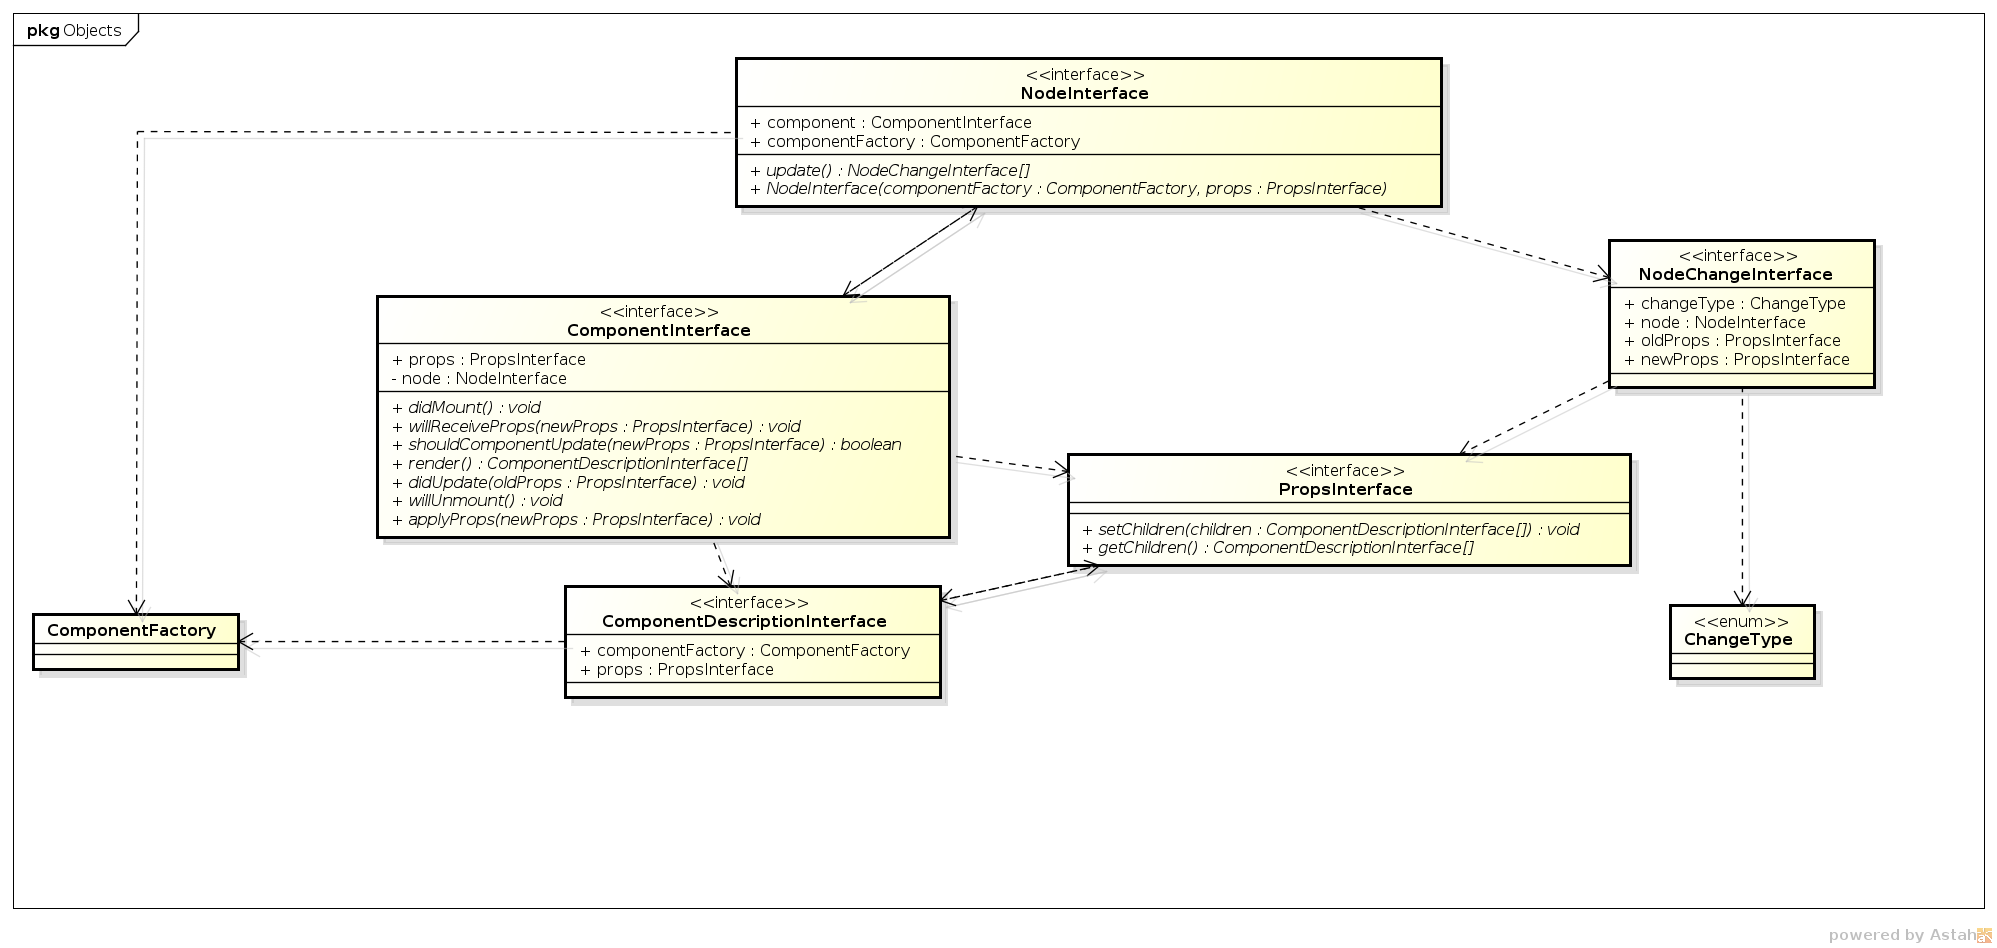 pkg Objects
<<interface>>
NodeInterface
+ component : ComponentInterface
+ componentFactory : ComponentFactory
+ update() : NodeChangeInterface[]
+ NodeInterface(componentFactory : ComponentFactory, props : PropsInterface)
<<interface>>
NodeChangeInterface
+ changeType : ChangeType
+ node : NodeInterface
+ oldProps : PropsInterface
+ newProps : PropsInterface
<<interface>>
ComponentInterface
+ props : PropsInterface
- node : NodeInterface
+ didMount() : void
+ willReceiveProps(newProps : PropsInterface) : void
+ shouldComponentUpdate(newProps : PropsInterface) : boolean
+ render() : ComponentDescriptionInterface[]
+ didUpdate(oldProps : PropsInterface) : void
+ willUnmount() : void
+ applyProps(newProps : PropsInterface) : void
<<interface>>
PropsInterface
+ setChildren(children : ComponentDescriptionInterface[]) : void
+ getChildren() : ComponentDescriptionInterface[]
<<interface>>
ComponentDescriptionInterface
+ componentFactory : ComponentFactory
+ props : PropsInterface
ComponentFactory
<<enum>>
ChangeType
powered by Astah